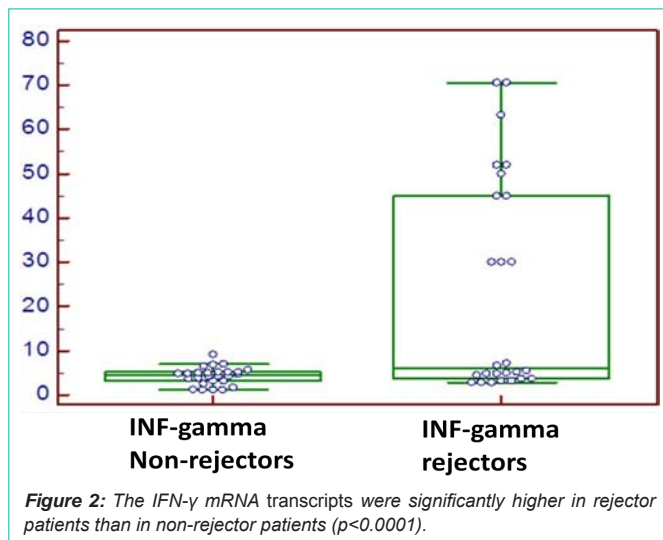 80
70
60
50
40
30
20
10
0
INF-gamma
Non-rejectors
INF-gamma
rejectors
Figure 2: The IFN-γ mRNA transcripts were significantly higher in rejector
patients than in non-rejector patients (p<0.0001).